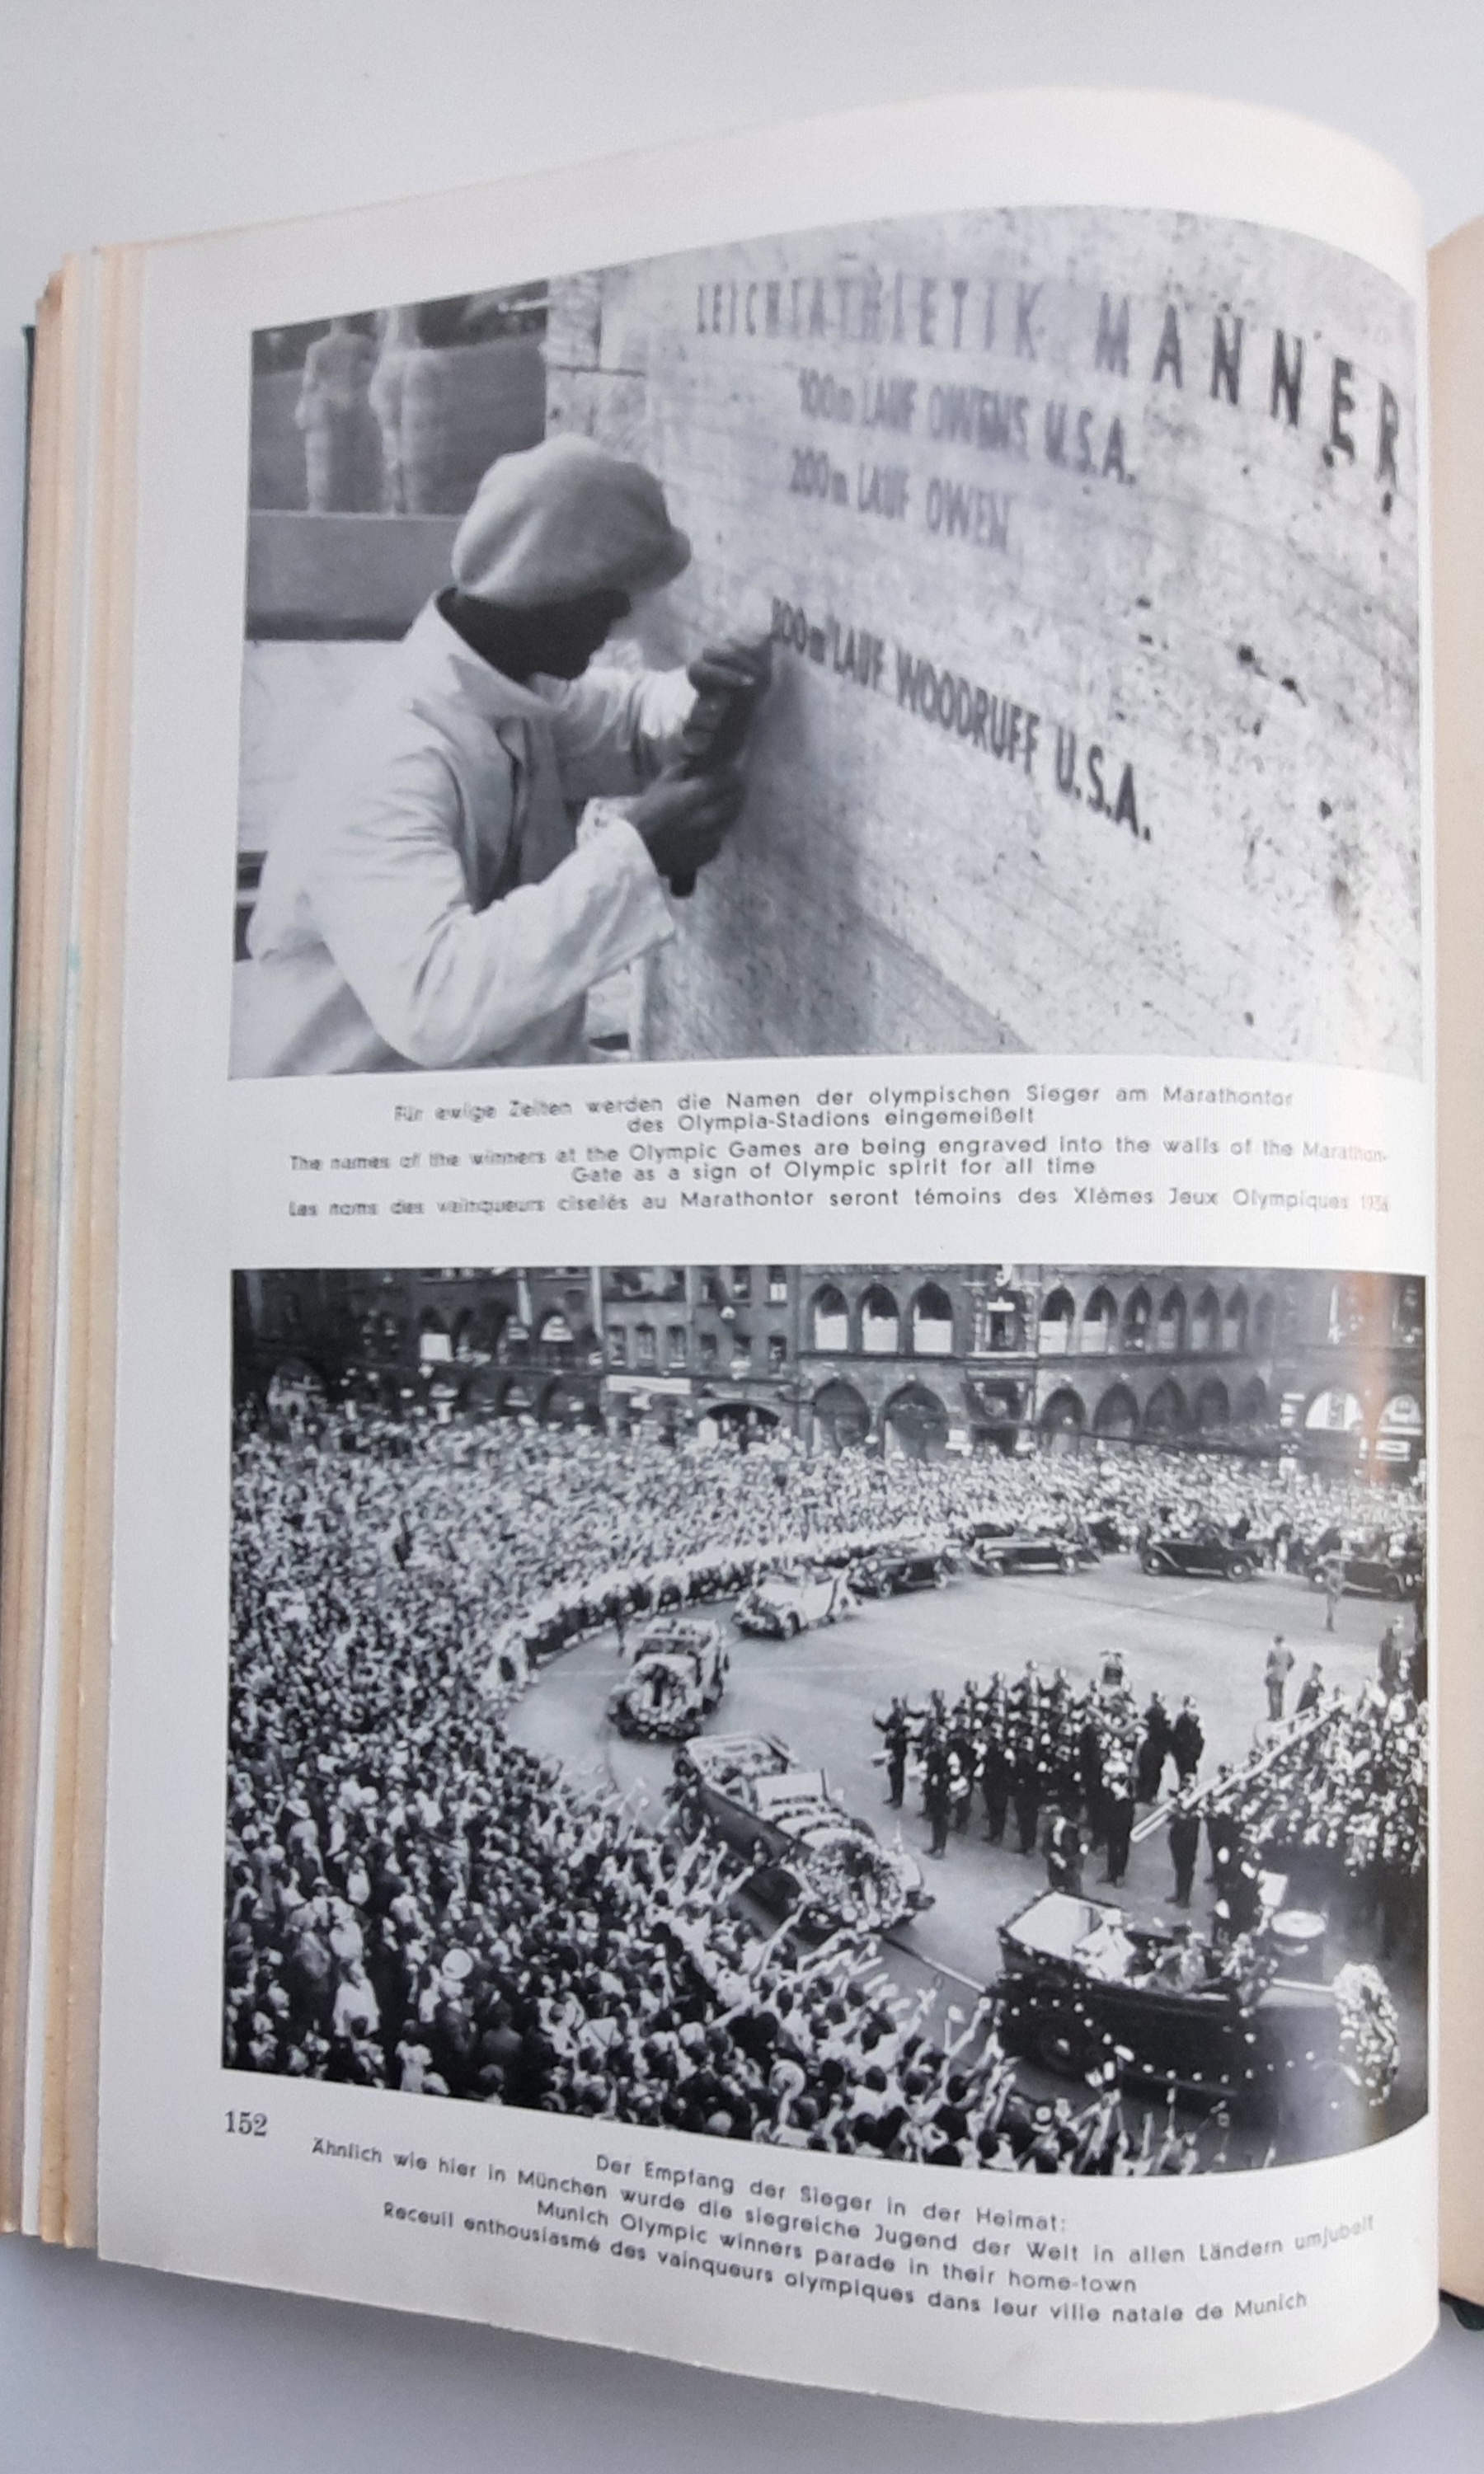 LEICHTATHLETIK MÄNNER
100m LAUF OWENS U.S.A.
200m LAUF OWEN
800m LAUF WOODRUFF U.S.A.
Für ewige Zeiten werden die Namen der olympischen Sieger am Marathontor
des Olympia-Stadions eingemeißelt
The names of the winners at the Olympic Games are being engraved into the walls of the Marathon-
Gate as a sign of Olympic spirit for all time
Les noms des vainqueurs ciselés au Marathontor seront témoins des XIèmes Jeux Olympiques 1936
152
Der Empfang der Sieger in der Heimat:
Ähnlich wie hier in München wurde die siegreiche Jugend der Welt in allen Ländern umjubelt
Munich Olympic winners parade in their home-town
Receuil enthousiasmé des vainqueurs olympiques dans leur ville natale de Munich